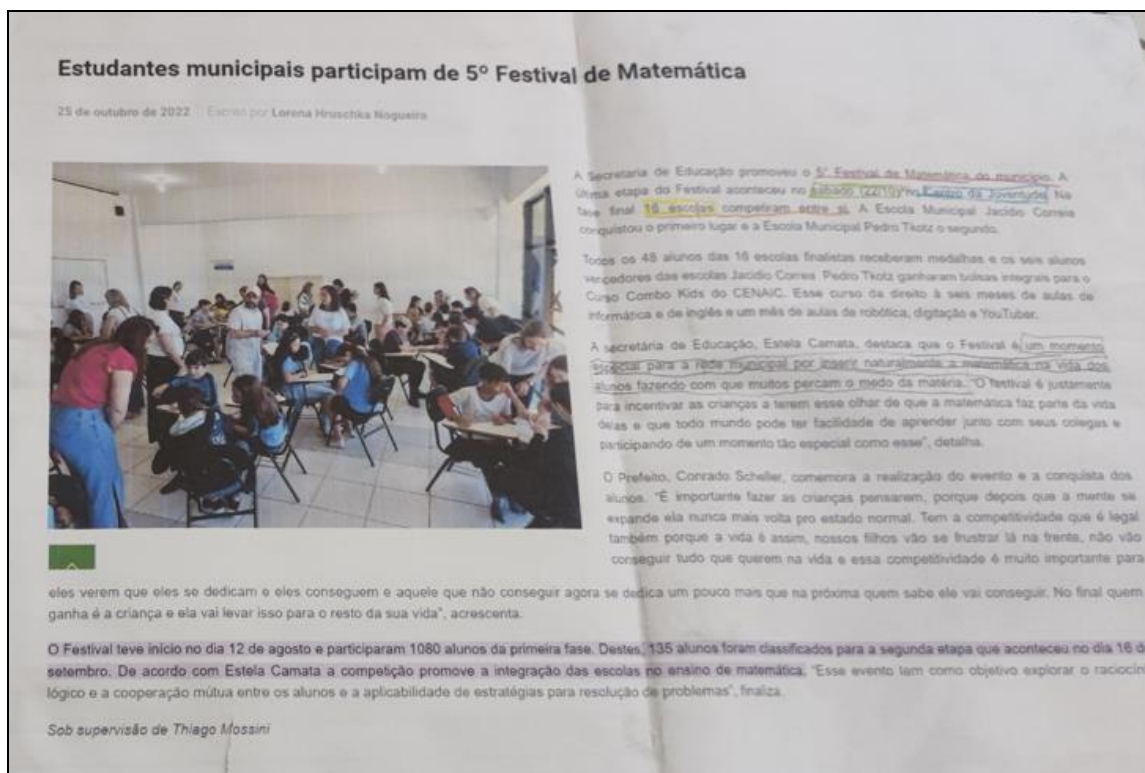 Estudantes municipais participam de 5º Festival de Matemática
25 de outubro de 2022 Escrito por Lorena Hruschka Nogueira
A Secretaria de Educação promoveu o 5º Festival de Matemática do município. A
última etapa do Festival aconteceu no sábado (22/10) no Centro da Juventude. Na
fase final 16 escolas competiram entre si. A Escola Municipal Jacídio Correia
conquistou o primeiro lugar e a Escola Municipal Pedro Tkotz o segundo.
Todos os 48 alunos das 16 escolas finalistas receberam medalhas e os seis alunos
vencedores das escolas Jacídio Correa Pedro Tkotz ganharam bolsas integrais para o
Curso Combo Kids do CENAIC. Esse curso da direito à seis meses de aulas de
informática e de inglês e um mês de aulas de robótica, digitação e YouTuber.
A secretária de Educação, Estela Camata, destaca que o Festival é um momento
especial para a rede municipal por inserir naturalmente a matemática na vida dos
alunos fazendo com que muitos percam o medo da matéria. "O festival é justamente
para incentivar as crianças a terem esse olhar de que a matemática faz parte da vida
delas e que todo mundo pode ter facilidade de aprender junto com seus colegas e
participando de um momento tão especial como esse", detalha.
O Prefeito, Conrado Scheller, comemora a realização do evento e a conquista dos
alunos. "É importante fazer as crianças pensarem, porque depois que a mente se
expande ela nunca mais volta pro estado normal. Tem a competitividade que é legal
também porque a vida é assim, nossos filhos vão se frustrar lá na frente, não vão
conseguir tudo que querem na vida e essa competitividade é muito importante para
eles verem que eles se dedicam e eles conseguem e aquele que não conseguir agora se dedica um pouco mais que na próxima quem sabe ele vai conseguir. No final quem
ganha é a criança e ela vai levar isso para o resto da sua vida", acrescenta.
O Festival teve início no dia 12 de agosto e participaram 1080 alunos da primeira fase. Destes, 135 alunos foram classificados para a segunda etapa que aconteceu no dia 16 de
setembro. De acordo com Estela Camata a competição promove a integração das escolas no ensino de matemática. "Esse evento tem como objetivo explorar o raciocín
lógico e a cooperação mútua entre os alunos e a aplicabilidade de estratégias para resolução de problemas", finaliza.
Sob supervisão de Thiago Mossini